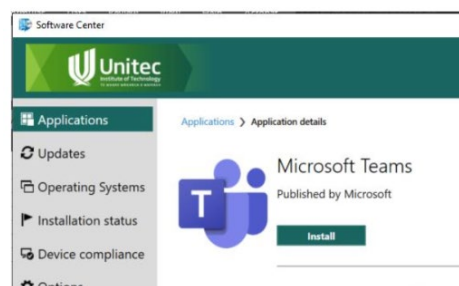 Software Center
Unitec
Institute of Technology
Applications
Updates
Operating Systems
Installation status
Device compliance
Options
Applications > Application details
T
Microsoft Teams
Published by Microsoft
Install